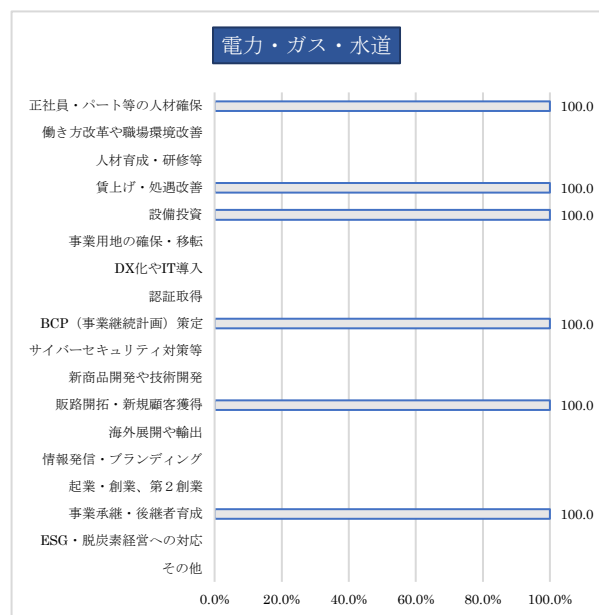 電力・ガス・水道
正社員・パート等の人材確保 100.0
働き方改革や職場環境改善
人材育成・研修等
賃上げ・処遇改善 100.0
設備投資 100.0
事業用地の確保・移転
DX化やIT導入
認証取得
BCP（事業継続計画）策定 100.0
サイバーセキュリティ対策等
新商品開発や技術開発
販路開拓・新規顧客獲得 100.0
海外展開や輸出
情報発信・ブランディング
起業・創業、第２創業
事業承継・後継者育成 100.0
ESG・脱炭素経営への対応
その他
0.0% 20.0% 40.0% 60.0% 80.0% 100.0%